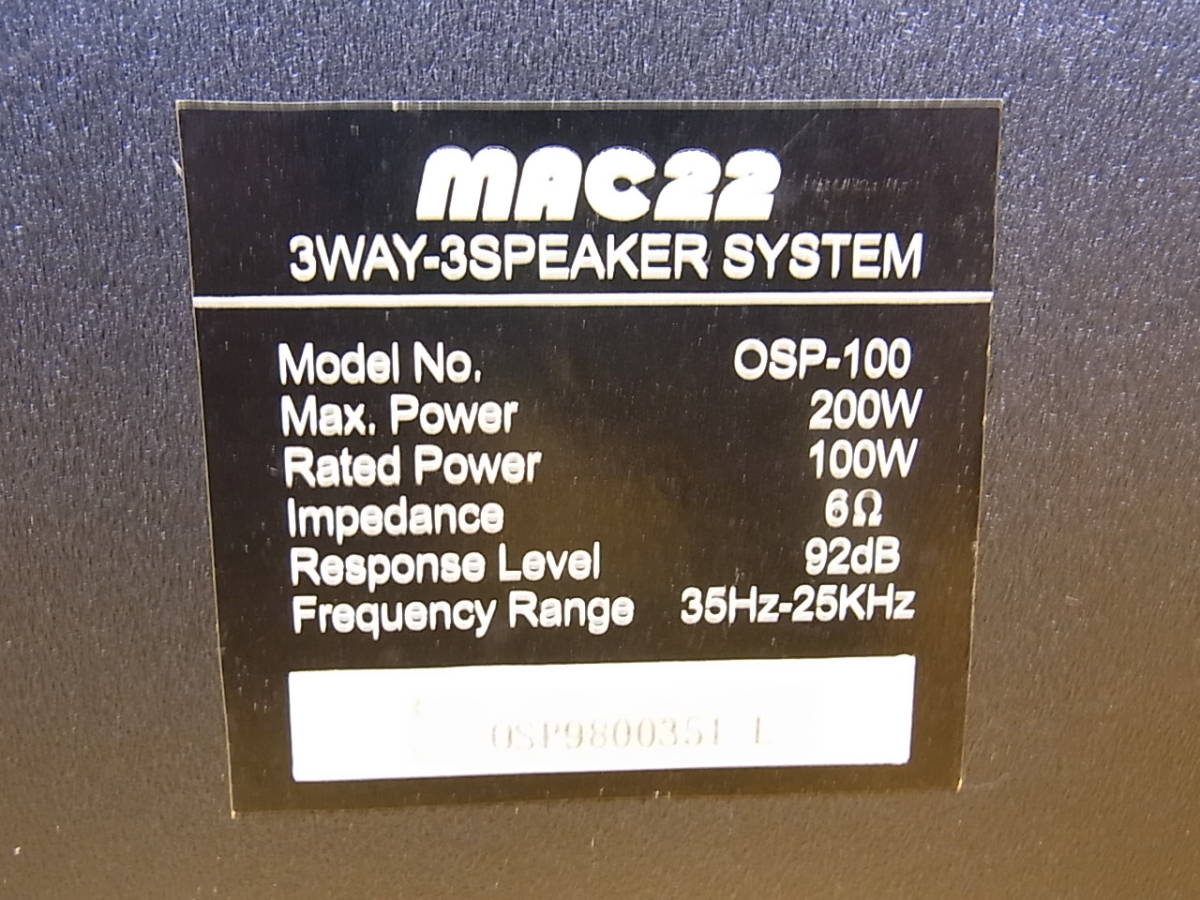 MAC22
3WAY-3SPEAKER SYSTEM
Model No. OSP-100
Max. Power 200W
Rated Power 100W
Impedance 6Ω
Response Level 92dB
Frequency Range 35Hz-25KHz
OSP9800351 L